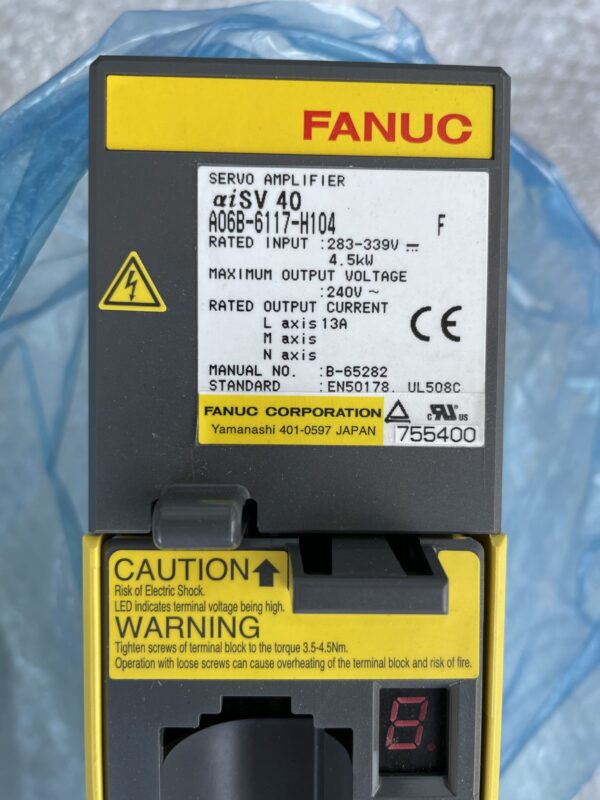 FANUC
SERVO AMPLIFIER
αiSV 40
A06B-6117-H104 F
RATED INPUT :283-339V ⎓
4.5kW
MAXIMUM OUTPUT VOLTAGE
:240V ~
RATED OUTPUT CURRENT
L axis 13A
M axis
N axis
CE
MANUAL NO. :B-65282
STANDARD :EN50178, UL508C
FANUC CORPORATION
Yamanashi 401-0597 JAPAN
c RU us
755400
CAUTION
Risk of Electric Shock.
LED indicates terminal voltage being high.
WARNING
Tighten screws of terminal block to the torque 3.5-4.5Nm.
Operation with loose screws can cause overheating of the terminal block and risk of fire.
8.